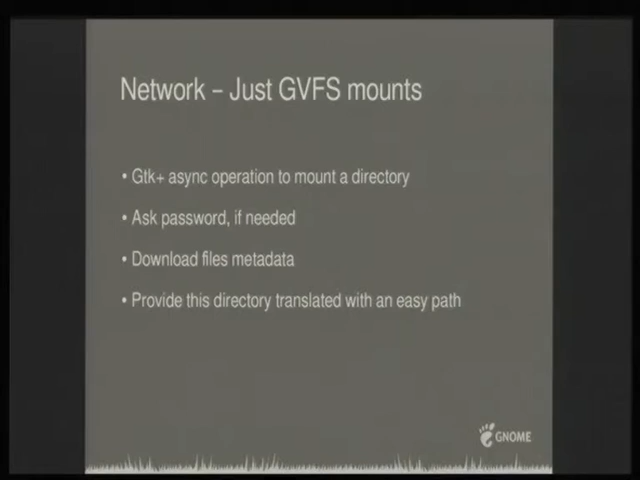 Network – Just GVFS mounts
• Gtk+ async operation to mount a directory
• Ask password, if needed
• Download files metadata
• Provide this directory translated with an easy path
GNOME